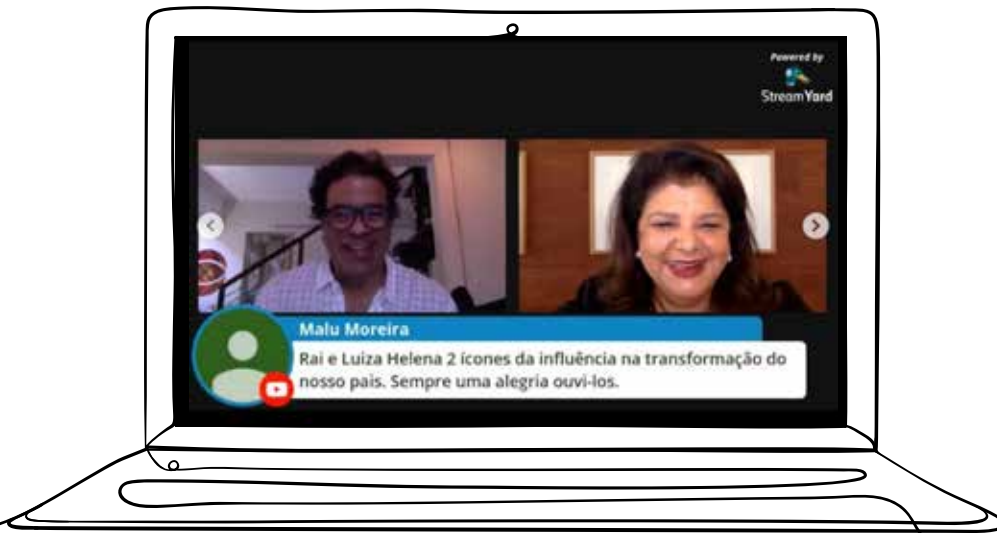 Powered by
StreamYard
Malu Moreira
Rai e Luiza Helena 2 ícones da influência na transformação do
nosso pais. Sempre uma alegria ouvi-los.